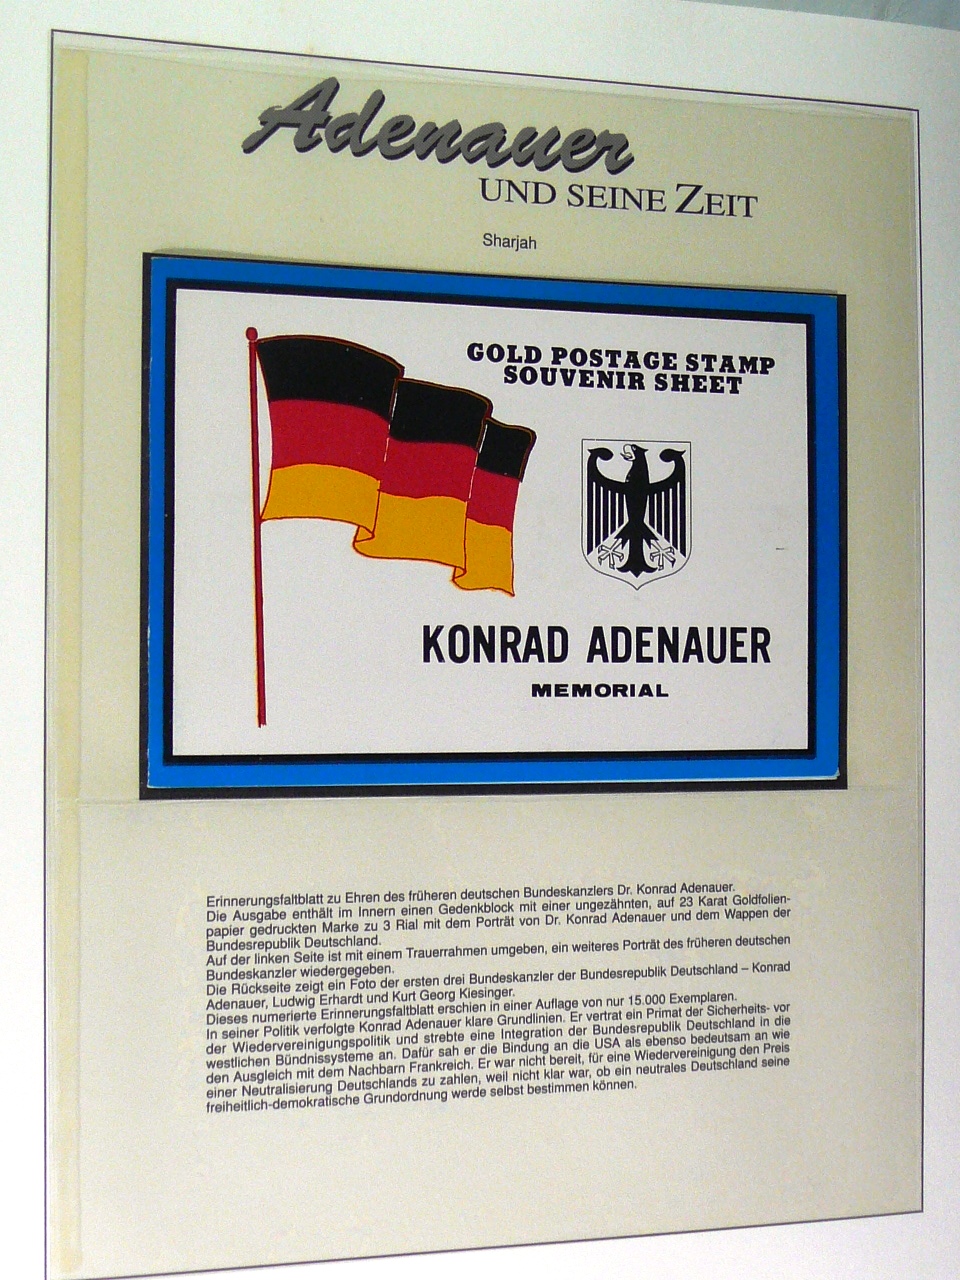 Adenauer
UND SEINE ZEIT
Sharjah
GOLD POSTAGE STAMP
SOUVENIR SHEET
KONRAD ADENAUER
MEMORIAL
Erinnerungsfaltblatt zu Ehren des früheren deutschen Bundeskanzlers Dr. Konrad Adenauer.
Die Ausgabe enthält im Innern einen Gedenkblock mit einer ungezähnten, auf 23 Karat Goldfolien-
papier gedruckten Marke zu 3 Rial mit dem Porträt von Dr. Konrad Adenauer und dem Wappen der
Bundesrepublik Deutschland.
Auf der linken Seite ist mit einem Trauerrahmen umgeben, ein weiteres Porträt des früheren deutschen
Bundeskanzler wiedergegeben.
Die Rückseite zeigt ein Foto der ersten drei Bundeskanzler der Bundesrepublik Deutschland – Konrad
Adenauer, Ludwig Erhardt und Kurt Georg Kiesinger.
Dieses numerierte Erinnerungsfaltblatt erschien in einer Auflage von nur 15.000 Exemplaren.
In seiner Politik verfolgte Konrad Adenauer klare Grundlinien. Er vertrat ein Primat der Sicherheits- vor
der Wiedervereinigungspolitik und strebte eine Integration der Bundesrepublik Deutschland in die
westlichen Bündnissysteme an. Dafür sah er die Bindung an die USA als ebenso bedeutsam an wie
den Ausgleich mit dem Nachbarn Frankreich. Er war nicht bereit, für eine Wiedervereinigung den Preis
einer Neutralisierung Deutschlands zu zahlen, weil nicht klar war, ob ein neutrales Deutschland seine
freiheitlich-demokratische Grundordnung werde selbst bestimmen können.